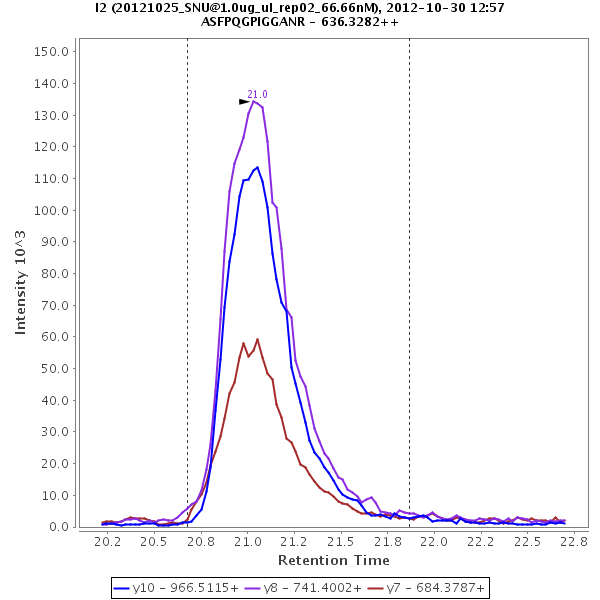 I2 (20121025_SNU@1.0ug_ul_rep02_66.66nM), 2012-10-30 12:57
ASFPQGPIGGANR - 636.3282++
21.0
150.0
140.0
130.0
120.0
110.0
100.0
90.0
80.0
70.0
60.0
50.0
40.0
30.0
20.0
10.0
0.0
Intensity 10^3
20.2 20.5 20.8 21.0 21.2 21.5 21.8 22.0 22.2 22.5 22.8
Retention Time
y10 - 966.5115+ y8 - 741.4002+ y7 - 684.3787+